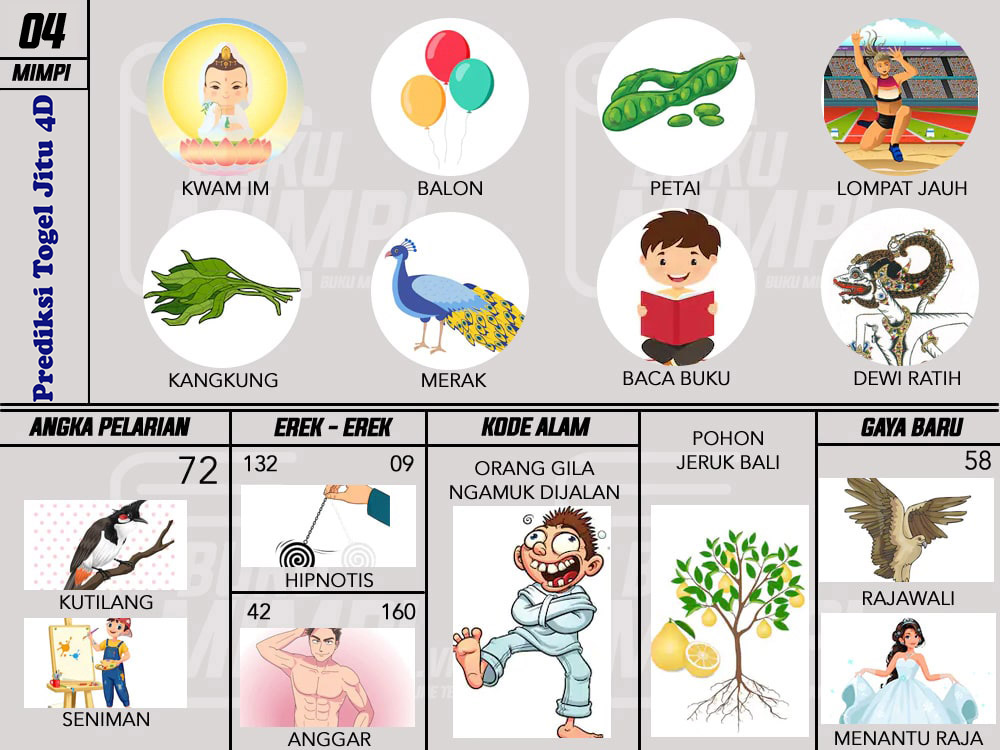 04
MIMPI
Prediksi Togel Jitu 4D
KWAM IM
BALON
PETAI
LOMPAT JAUH
KANGKUNG
MERAK
BACA BUKU
DEWI RATIH
ANGKA PELARIAN
72
KUTILANG
SENIMAN
EREK - EREK
132
09
HIPNOTIS
42
160
ANGGAR
KODE ALAM
ORANG GILA
NGAMUK DIJALAN
POHON
JERUK BALI
GAYA BARU
58
RAJAWALI
MENANTU RAJA